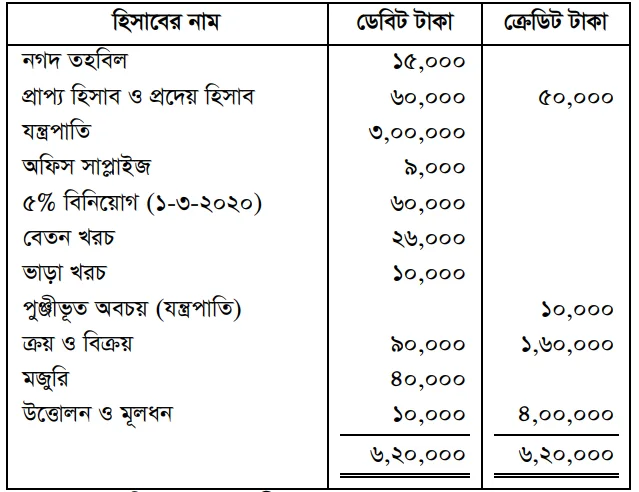 হিসাবের নাম ডেবিট টাকা ক্রেডিট টাকা
নগদ তহবিল ১৫,০০০
প্রাপ্য হিসাব ও প্রদেয় হিসাব ৬০,০০০ ৫০,০০০
যন্ত্রপাতি ৩,০০,০০০
অফিস সাপ্লাইজ ৯,০০০
৫% বিনিয়োগ (১-৩-২০২০) ৬০,০০০
বেতন খরচ ২৬,০০০
ভাড়া খরচ ১০,০০০
পুঞ্জীভূত অবচয় (যন্ত্রপাতি) ১০,০০০
ক্রয় ও বিক্রয় ৯০,০০০ ১,৬০,০০০
মজুরি ৪০,০০০
উত্তোলন ও মূলধন ১০,০০০ ৪,০০,০০০
৬,২০,০০০ ৬,২০,০০০